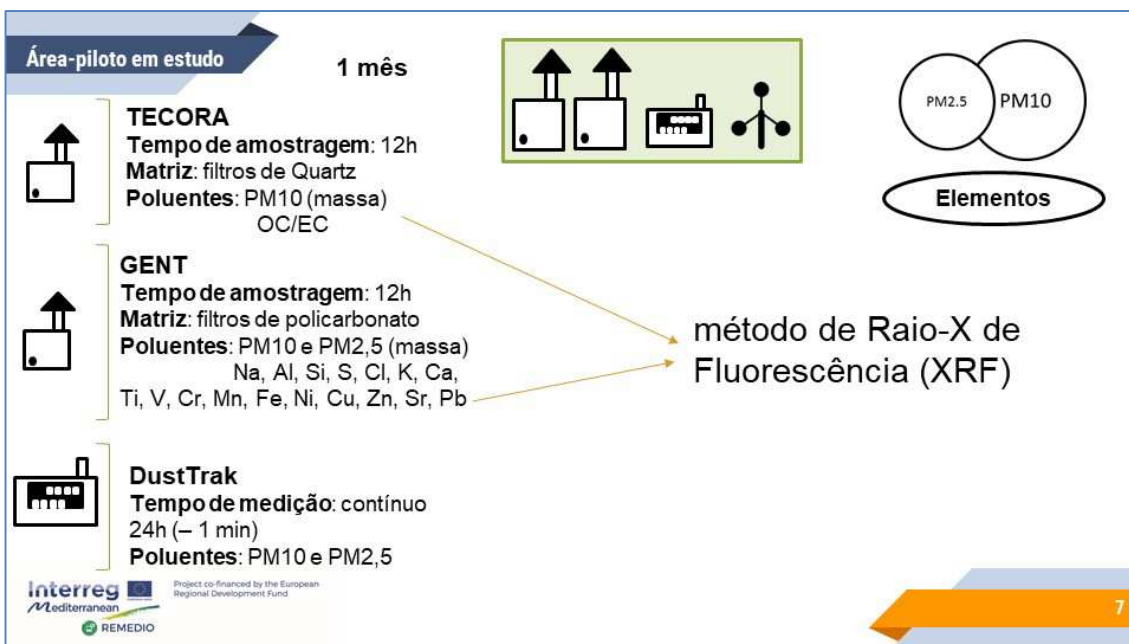 Área-piloto em estudo
1 mês
TECORA
Tempo de amostragem: 12h
Matriz: filtros de Quartz
Poluentes: PM10 (massa)
OC/EC
GENT
Tempo de amostragem: 12h
Matriz: filtros de policarbonato
Poluentes: PM10 e PM2,5 (massa)
Na, Al, Si, S, Cl, K, Ca,
Ti, V, Cr, Mn, Fe, Ni, Cu, Zn, Sr, Pb
DustTrak
Tempo de medição: contínuo
24h (– 1 min)
Poluentes: PM10 e PM2,5
PM2.5
PM10
Elementos
método de Raio-X de
Fluorescência (XRF)
Interreg
Mediterranean
REMEDIO
Project co-financed by the European
Regional Development Fund
7